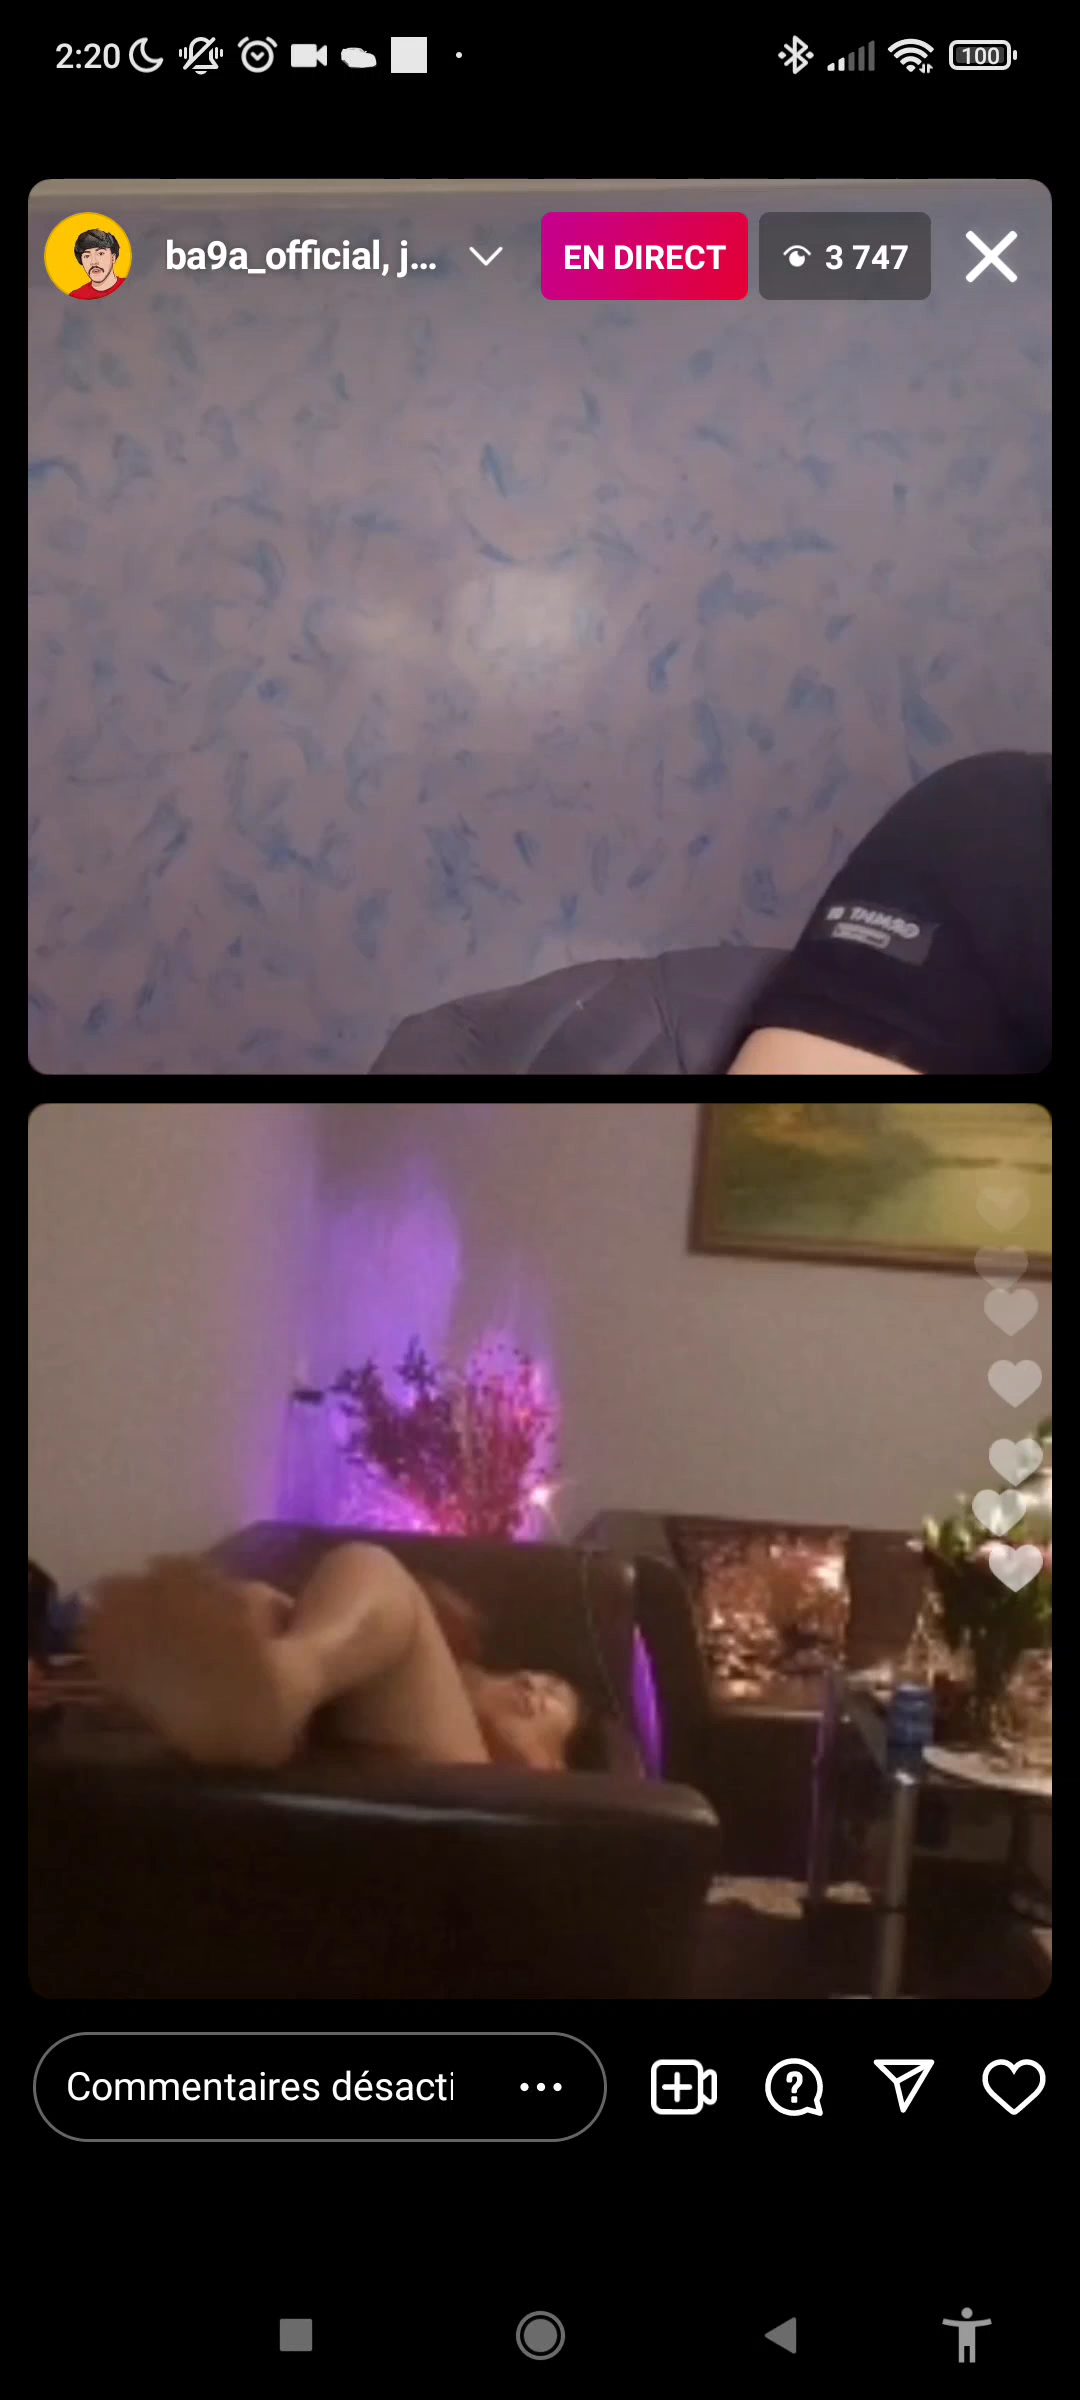 2:20
100
ba9a_official, j...
EN DIRECT
3 747
Commentaires désacti